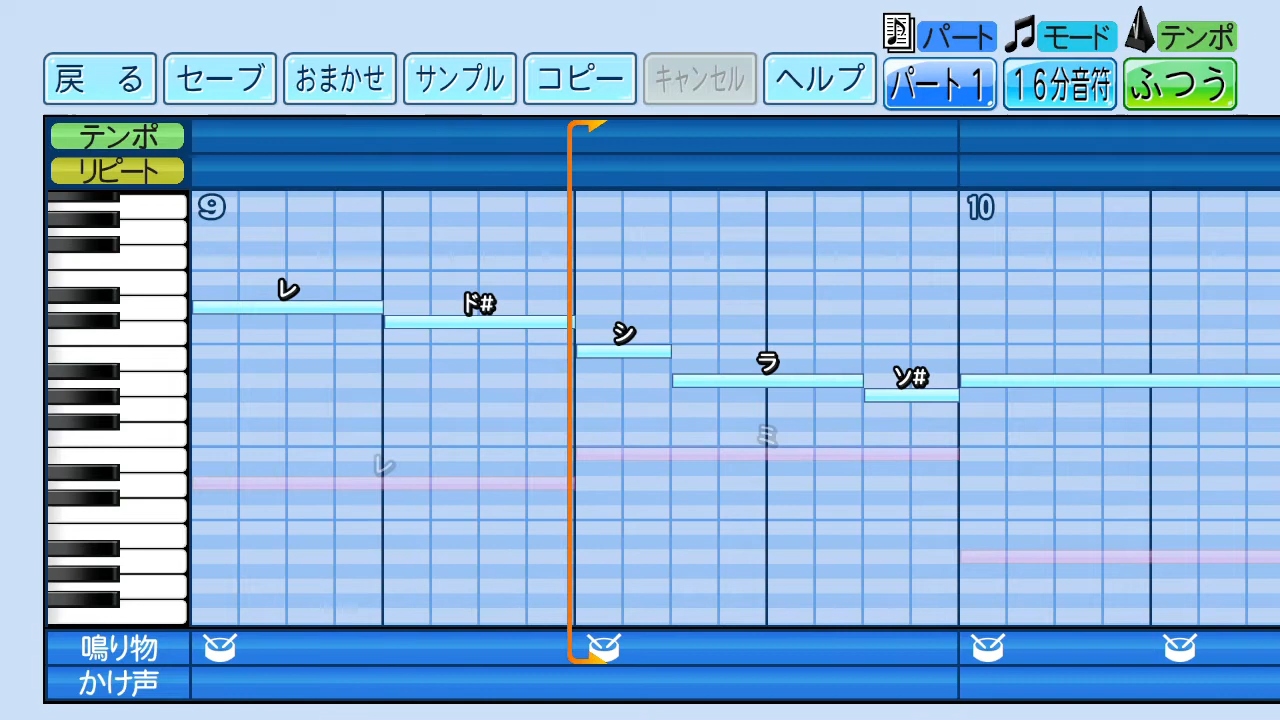 パート モード テンポ
戻 る セーブ おまかせ サンプル コピー キャンセル ヘルプ パート1 16分音符 ふつう
テンポ
リピート
9 10
レ
ド#
シ
ラ
ソ#
ミ
レ
鳴り物
かけ声